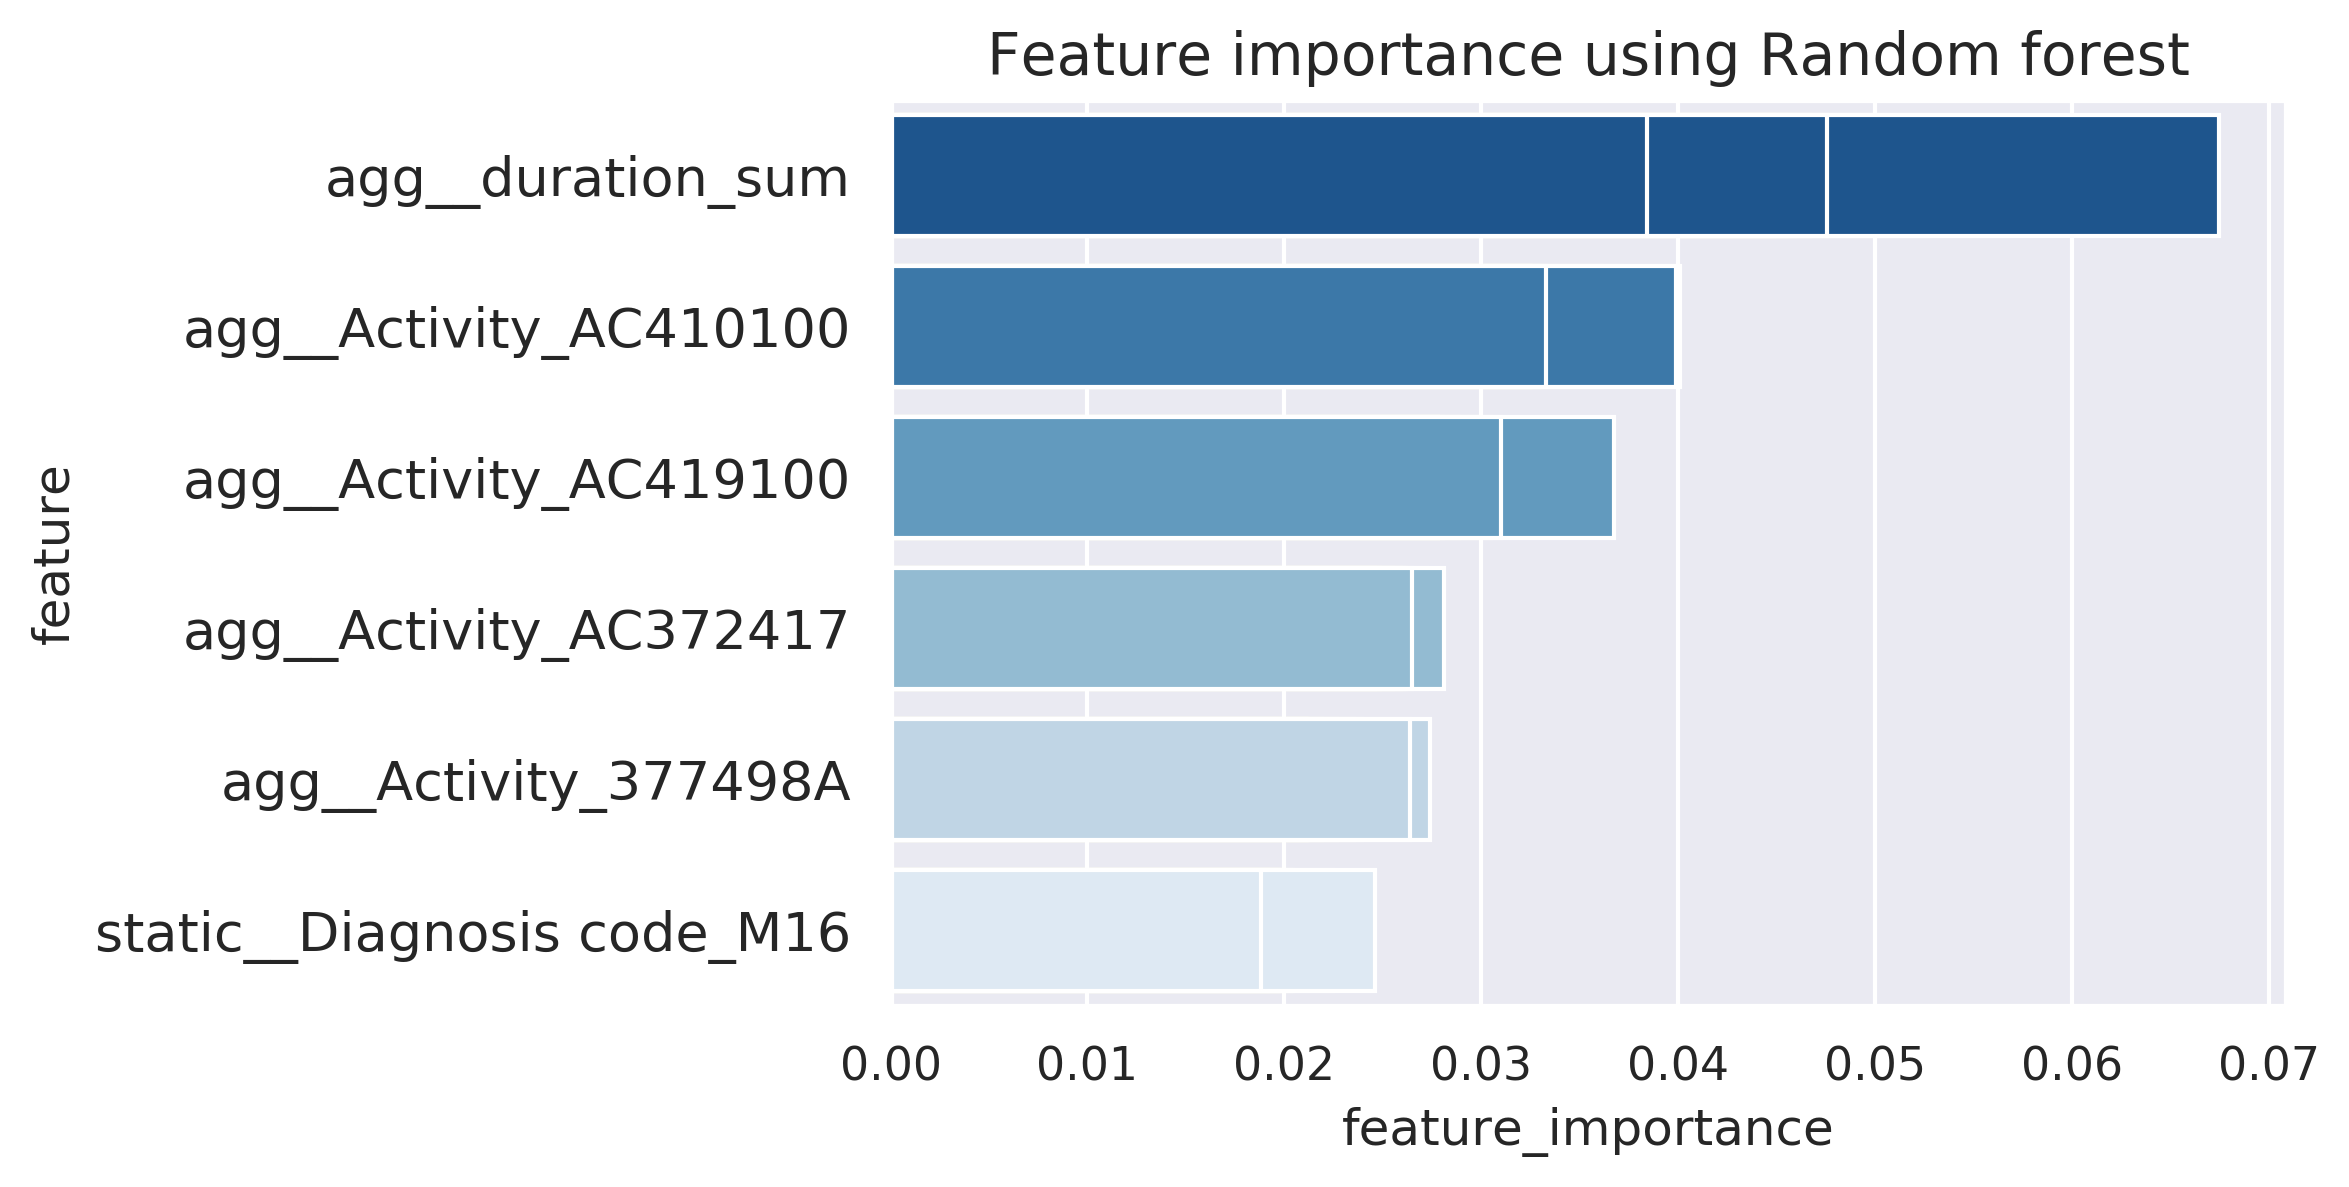 Feature importance using Random forest
feature
agg__duration_sum
agg__Activity_AC410100
agg__Activity_AC419100
agg__Activity_AC372417
agg__Activity_377498A
static__Diagnosis code_M16
0.00 0.01 0.02 0.03 0.04 0.05 0.06 0.07
feature_importance